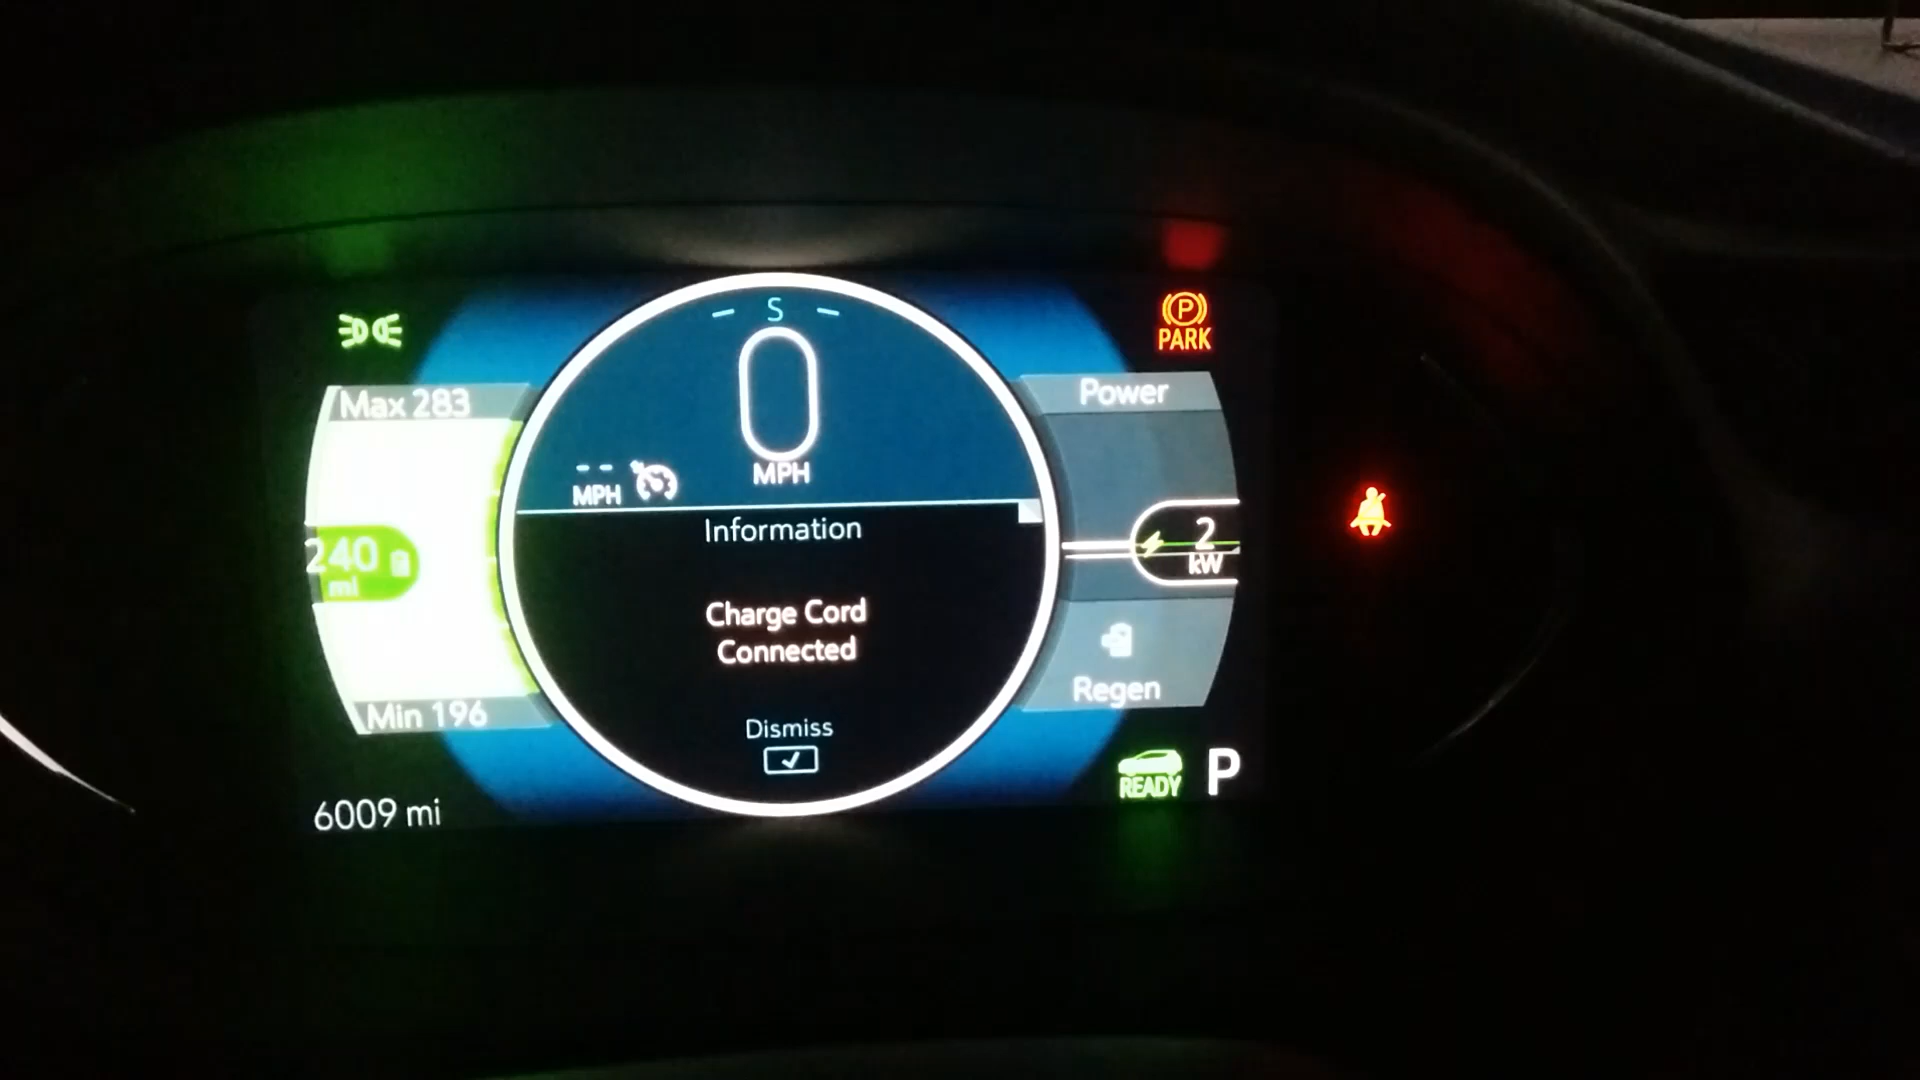 S
PARK
Max 283
Power
0
MPH
-- MPH
Information
240
mi
2
kW
Charge Cord
Connected
Regen
Min 196
Dismiss
READY
P
6009 mi